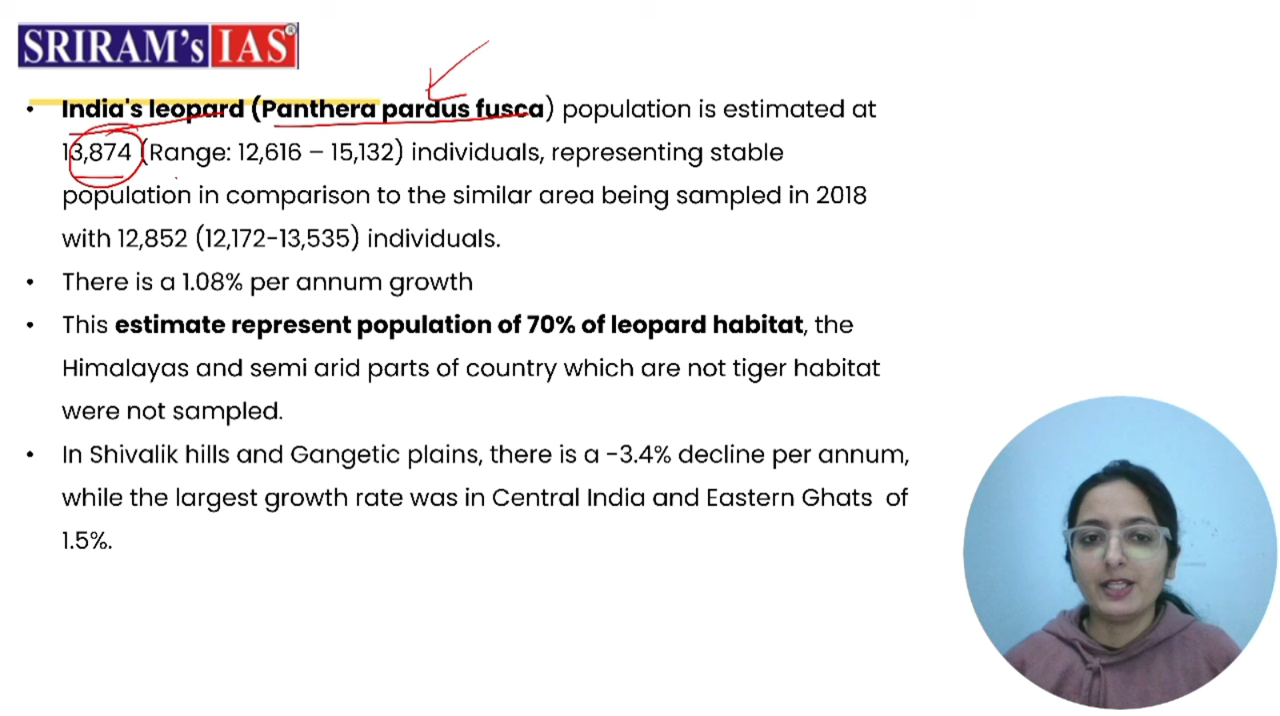 SRIRAM's IAS®
• India's leopard (Panthera pardus fusca) population is estimated at
13,874 (Range: 12,616 – 15,132) individuals, representing stable
population in comparison to the similar area being sampled in 2018
with 12,852 (12,172-13,535) individuals.
• There is a 1.08% per annum growth
• This estimate represent population of 70% of leopard habitat, the
Himalayas and semi arid parts of country which are not tiger habitat
were not sampled.
• In Shivalik hills and Gangetic plains, there is a -3.4% decline per annum,
while the largest growth rate was in Central India and Eastern Ghats of
1.5%.